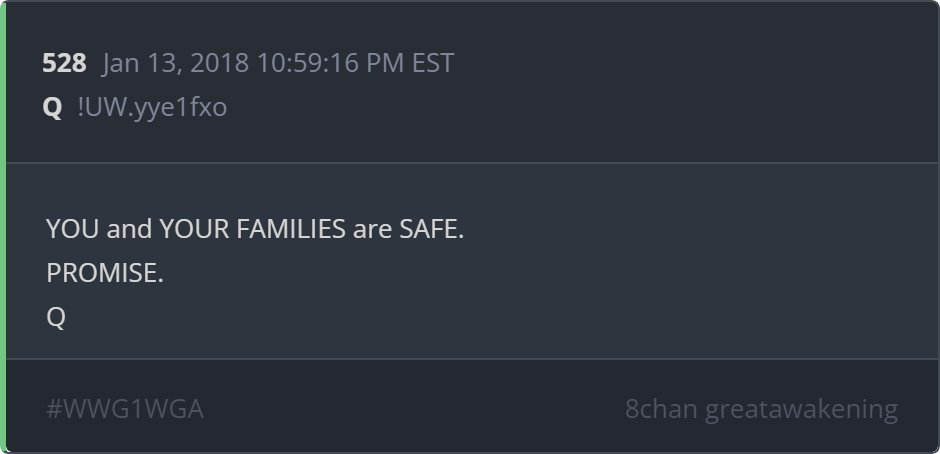 528 Jan 13, 2018 10:59:16 PM EST
Q !UW.yye1fxo
YOU and YOUR FAMILIES are SAFE.
PROMISE.
Q
#WWG1WGA 8chan greatawakening